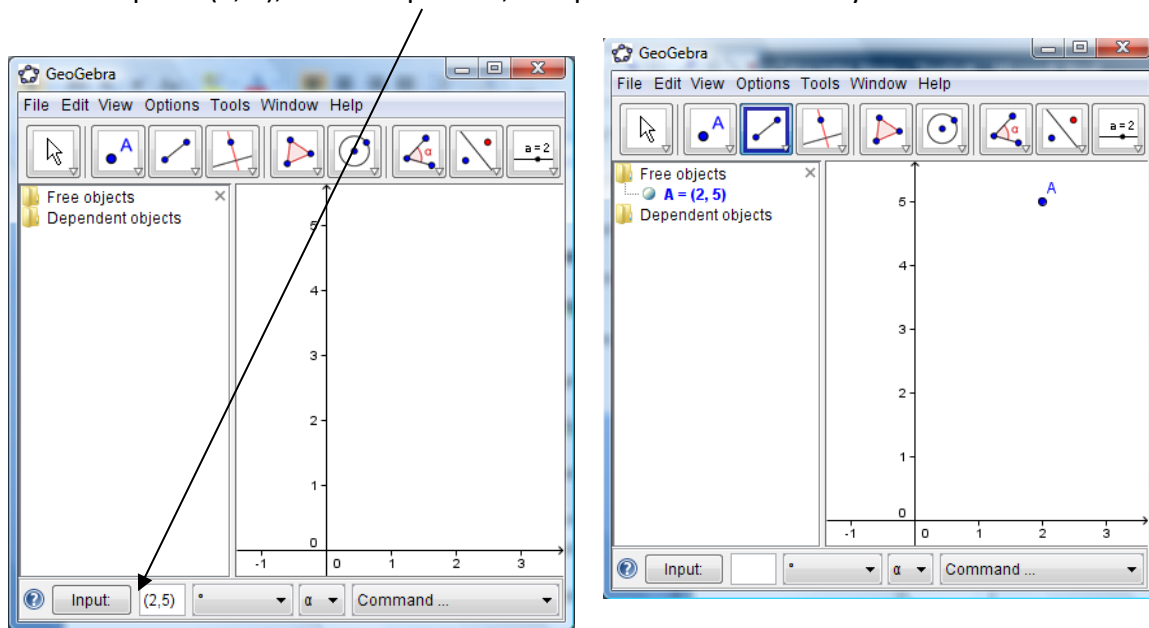 GeoGebra
File Edit View Options Tools Window Help
A
α
a = 2
Free objects
Dependent objects
5
4
3
2
1
0
-1 0 1 2 3
Input: (2,5) ° α Command ...
GeoGebra
File Edit View Options Tools Window Help
A
α
a = 2
Free objects
A = (2, 5)
Dependent objects
A
5
4
3
2
1
0
-1 0 1 2 3
Input: ° α Command ...